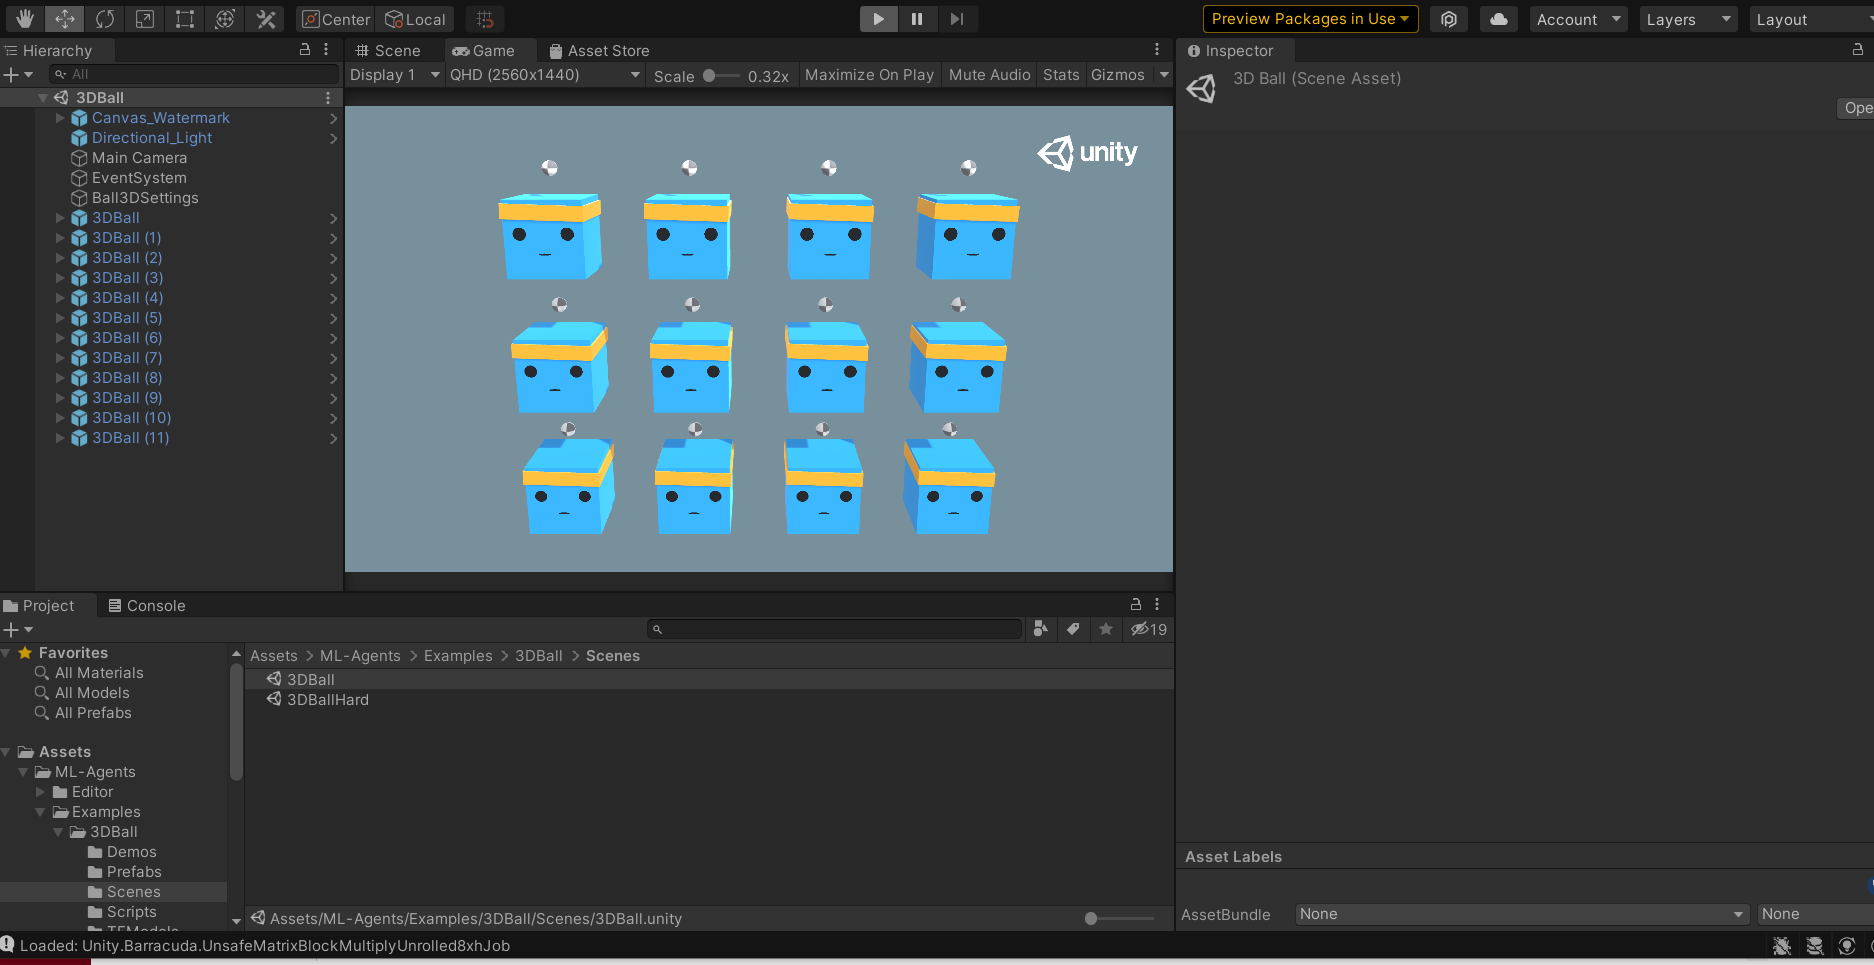 Center
Local
Preview Packages in Use
Account
Layers
Layout
Hierarchy
All
3DBall
Canvas_Watermark
Directional_Light
Main Camera
EventSystem
Ball3DSettings
3DBall
3DBall (1)
3DBall (2)
3DBall (3)
3DBall (4)
3DBall (5)
3DBall (6)
3DBall (7)
3DBall (8)
3DBall (9)
3DBall (10)
3DBall (11)
Scene
Game
Asset Store
Display 1
QHD (2560x1440)
Scale
0.32x
Maximize On Play
Mute Audio
Stats
Gizmos
unity
Inspector
3D Ball (Scene Asset)
Ope
Project
Console
19
Favorites
All Materials
All Models
All Prefabs
Assets
ML-Agents
Editor
Examples
3DBall
Demos
Prefabs
Scenes
Scripts
TFModels
Assets > ML-Agents > Examples > 3DBall > Scenes
3DBall
3DBallHard
Assets/ML-Agents/Examples/3DBall/Scenes/3DBall.unity
Asset Labels
AssetBundle
None
None
Loaded: Unity.Barracuda.UnsafeMatrixBlockMultiplyUnrolled8xhJob